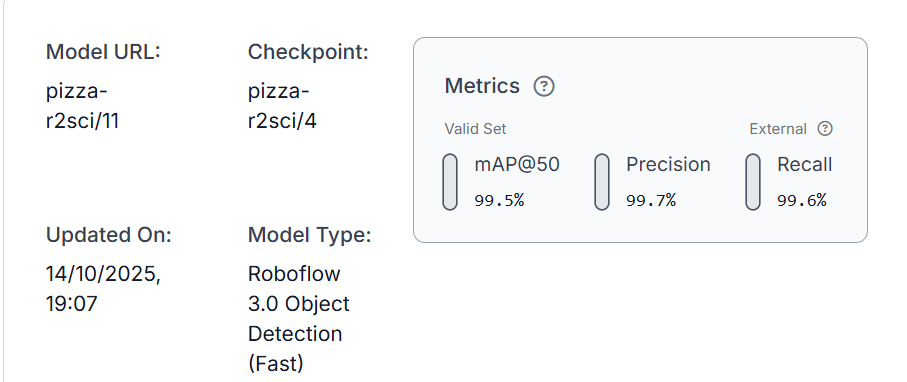 Model URL:
pizza-
r2sci/11
Checkpoint:
pizza-
r2sci/4
Updated On:
14/10/2025,
19:07
Model Type:
Roboflow
3.0 Object
Detection
(Fast)
Metrics ?
Valid Set
External ?
mAP@50
99.5%
Precision
99.7%
Recall
99.6%